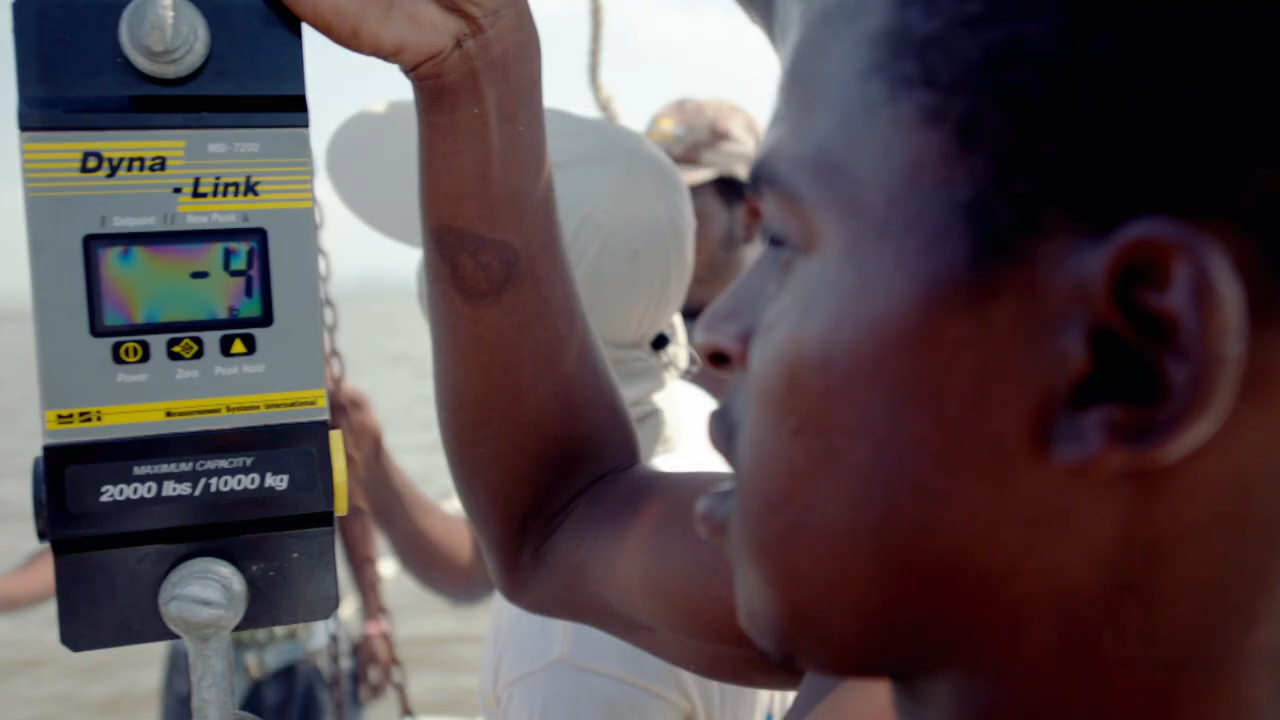 MSI-7200
Dyna
-Link
Setpoint
New Peak
-4
Power
Zero
Peak Hold
MSI
Measurement Systems International
MAXIMUM CAPACITY
2000 lbs/1000 kg